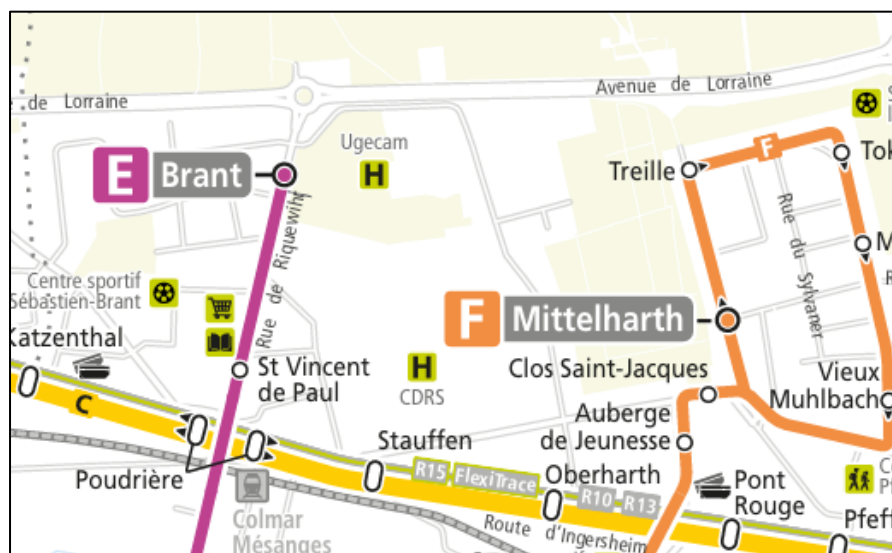 Avenue de Lorraine
de Lorraine
Ugecam
H
F
Treille
E Brant
Rue de Riquewihr
Rue du Sylvaner
Centre sportif
Sébastien-Brant
F Mittelharth
Katzenthal
St Vincent
de Paul
H
CDRS
Clos Saint-Jacques
Vieux
Muhlbach
C
Auberge
de Jeunesse
Stauffen
Poudrière
R15 FlexiTrace
Oberharth
R10 R13
Pont
Rouge
Colmar
Mésanges
Route d'Ingersheim